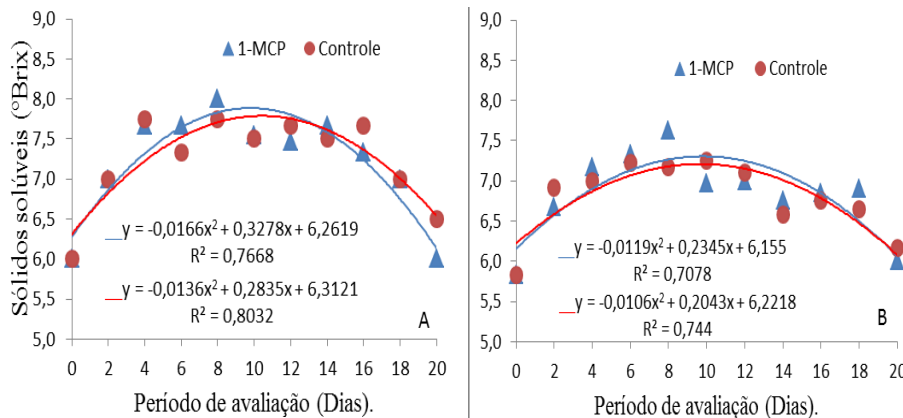 Sólidos solúveis (ºBrix)
9,0
8,5
8,0
7,5
7,0
6,5
6,0
5,5
5,0
1-MCP Controle
y = -0,0166x² + 0,3278x + 6,2619
R² = 0,7668
y = -0,0136x² + 0,2835x + 6,3121
R² = 0,8032
A
0 2 4 6 8 10 12 14 16 18 20
Período de avaliação (Dias).
9,0
8,5
8,0
7,5
7,0
6,5
6,0
5,5
5,0
1-MCP Controle
y = -0,0119x² + 0,2345x + 6,155
R² = 0,7078
y = -0,0106x² + 0,2043x + 6,2218
R² = 0,744
B
0 2 4 6 8 10 12 14 16 18 20
Período de avaliação (Dias).